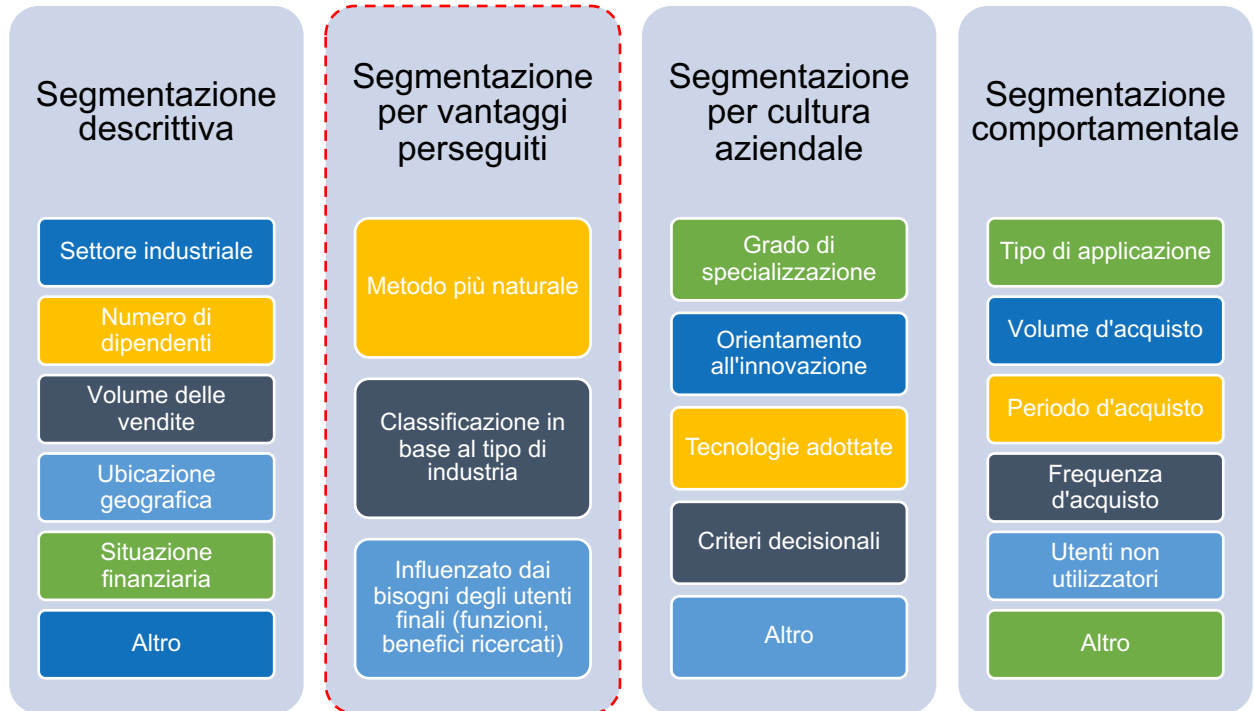 Segmentazione
descrittiva
Settore industriale
Numero di
dipendenti
Volume delle
vendite
Ubicazione
geografica
Situazione
finanziaria
Altro
Segmentazione
per vantaggi
perseguiti
Metodo più naturale
Classificazione in
base al tipo di
industria
Influenzato dai
bisogni degli utenti
finali (funzioni,
benefici ricercati)
Segmentazione
per cultura
aziendale
Grado di
specializzazione
Orientamento
all'innovazione
Tecnologie adottate
Criteri decisionali
Altro
Segmentazione
comportamentale
Tipo di applicazione
Volume d'acquisto
Periodo d'acquisto
Frequenza
d'acquisto
Utenti non
utilizzatori
Altro